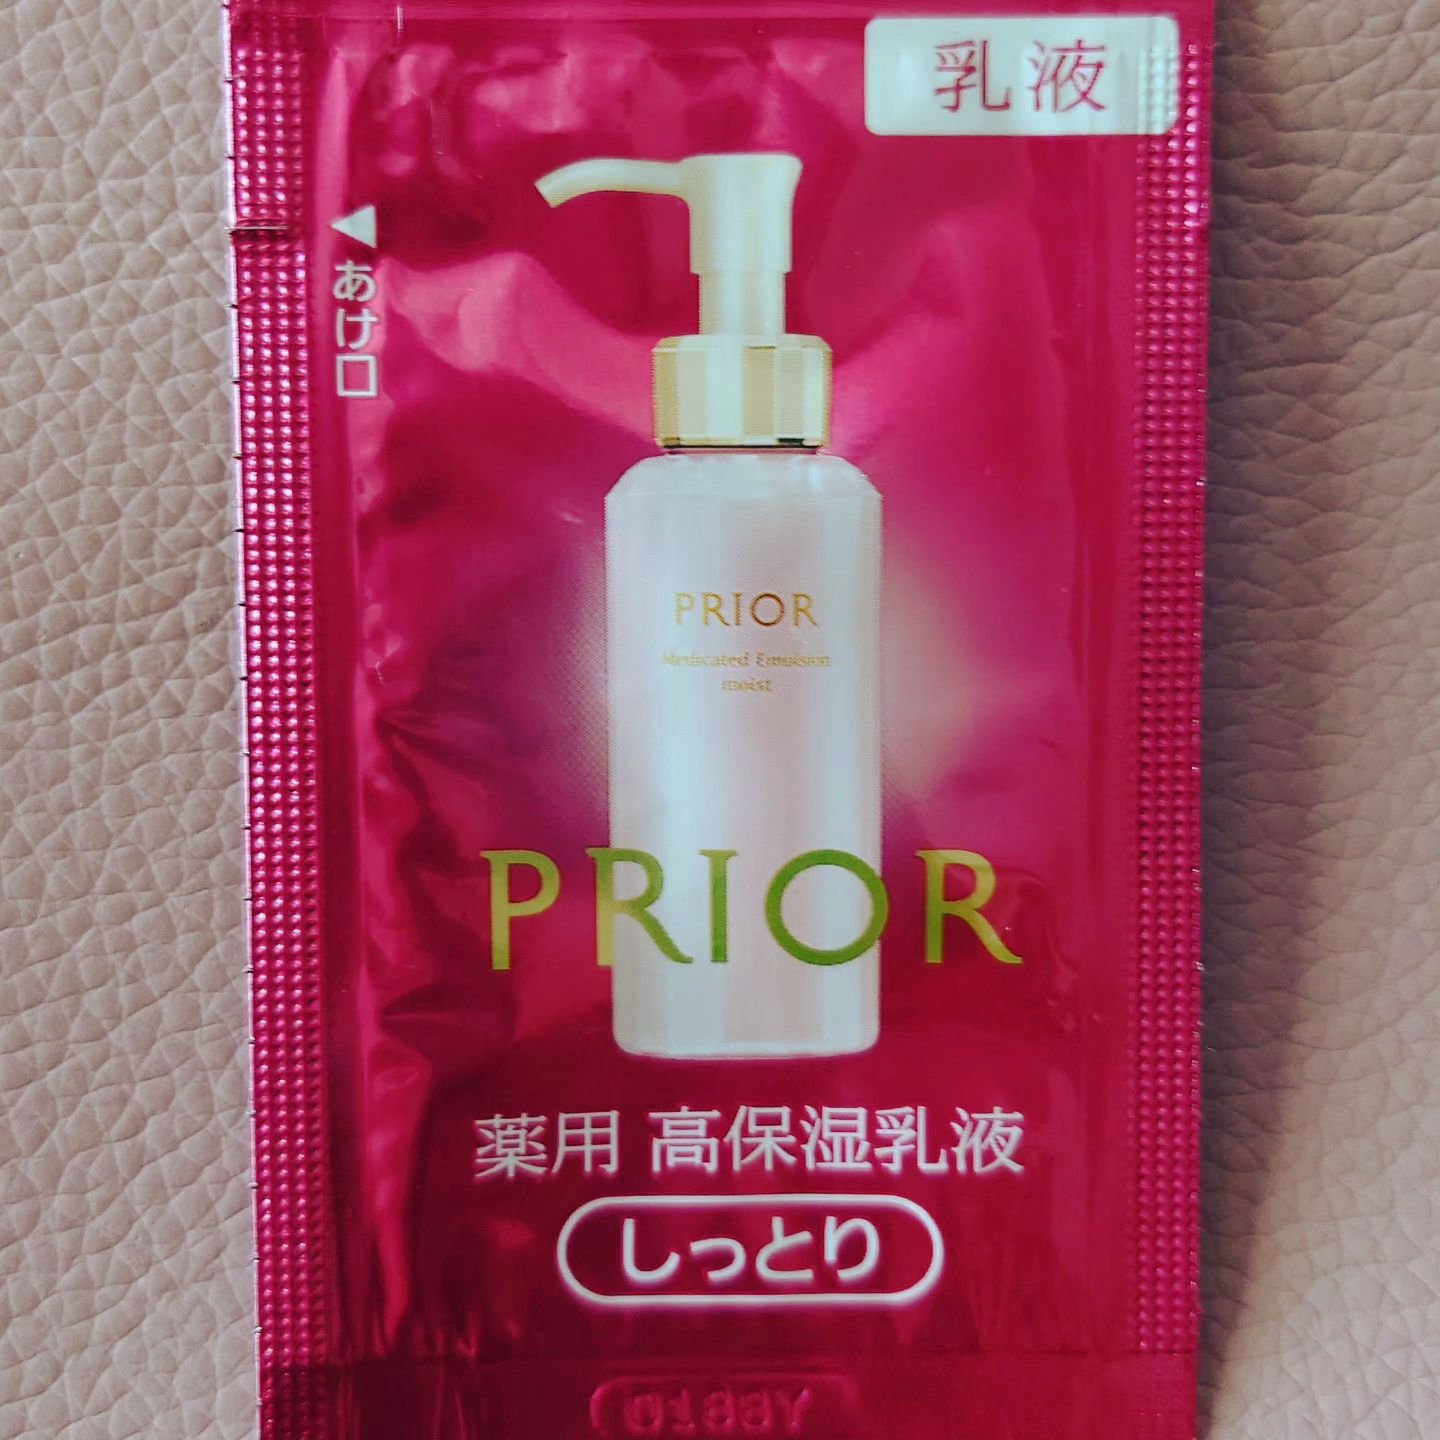 乳液
あけ口
PRIOR
Medicated Emulsion
moist
PRIOR
薬用 高保湿乳液
しっとり